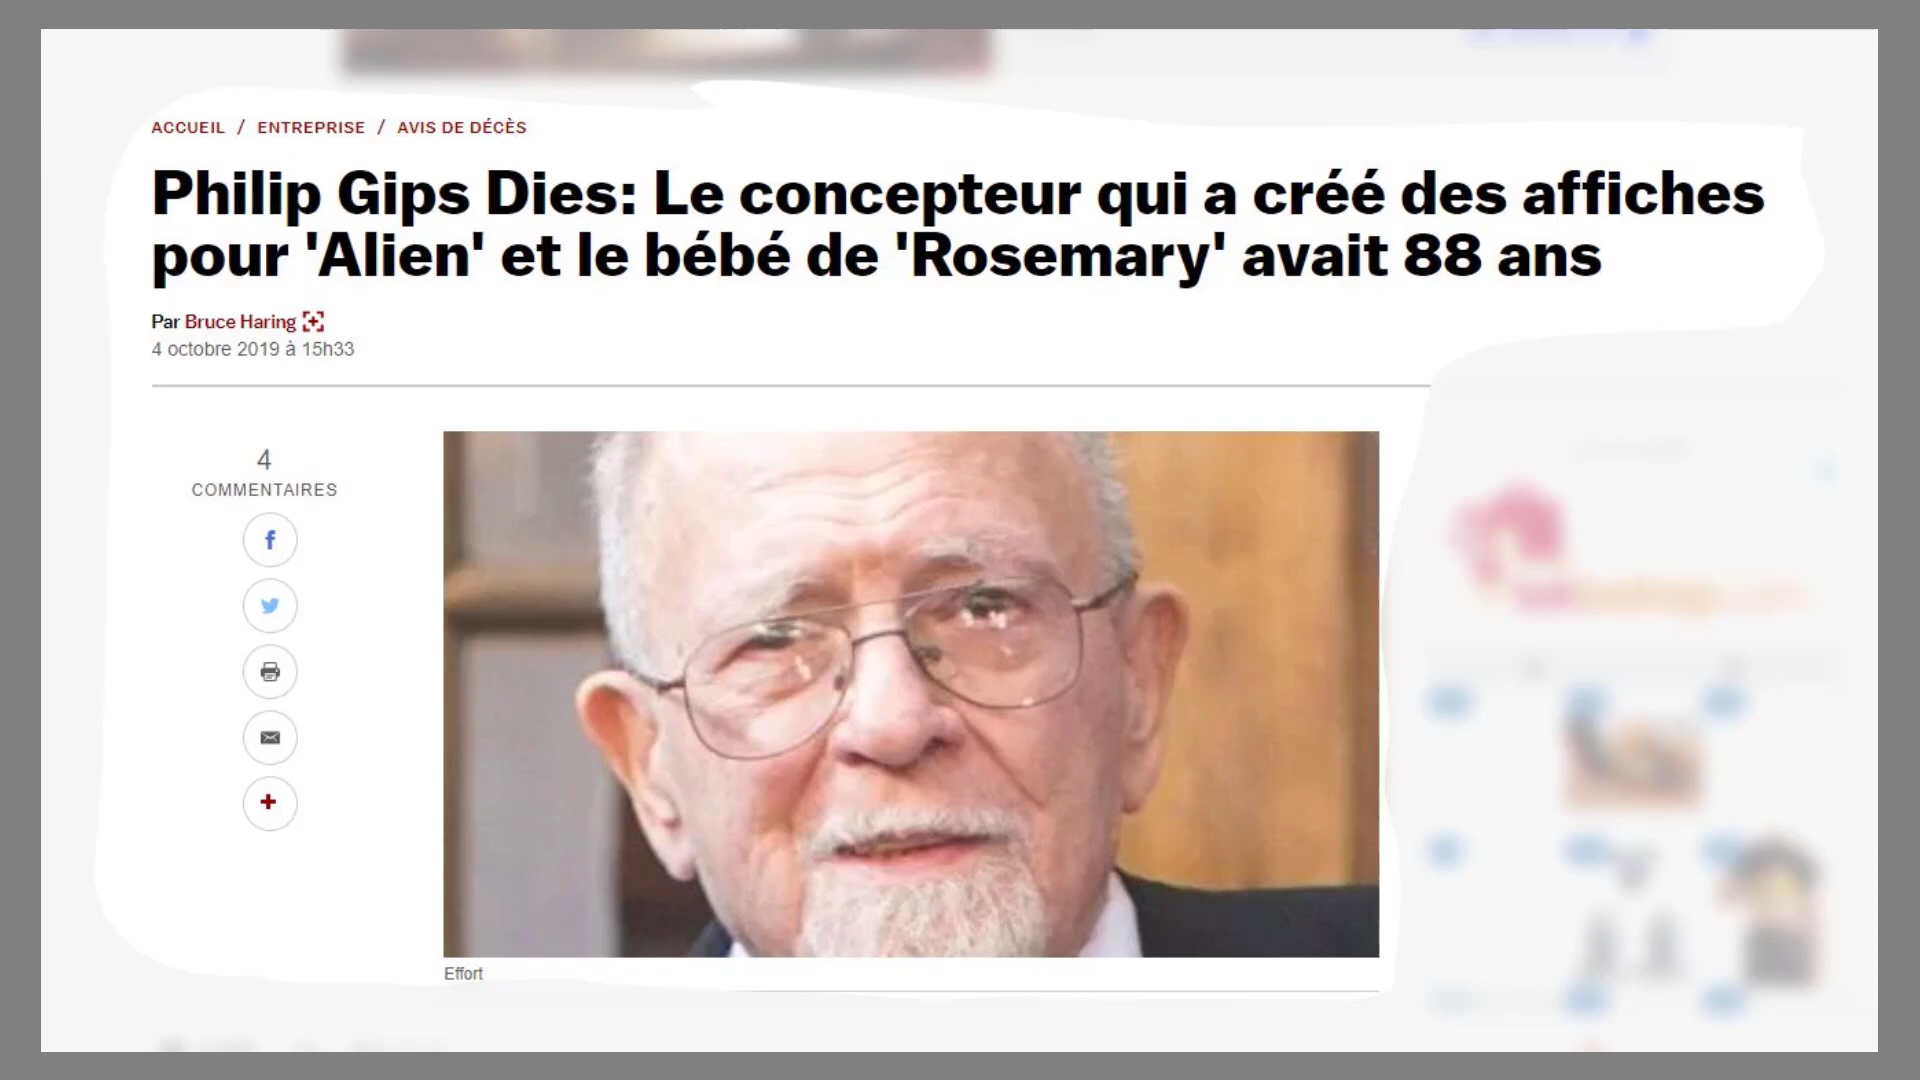 ACCUEIL / ENTREPRISE / AVIS DE DÉCÈS
Philip Gips Dies: Le concepteur qui a créé des affiches
pour 'Alien' et le bébé de 'Rosemary' avait 88 ans
Par Bruce Haring
4 octobre 2019 à 15h33
4
COMMENTAIRES
Effort